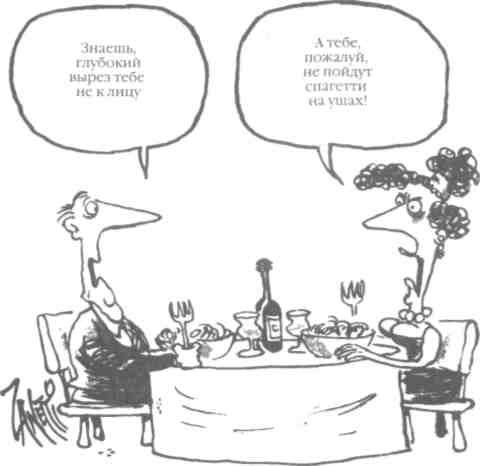 Знаешь,
глубокий
вырез тебе
не к лицу
А тебе,
пожалуй,
не пойдут
спагетти
на ушах!